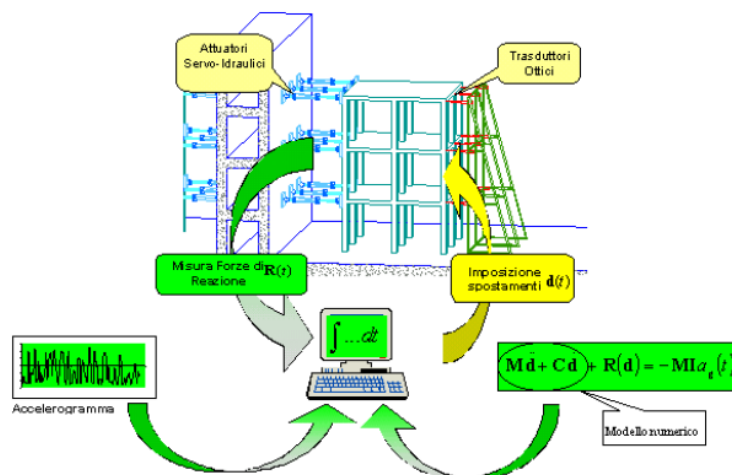 Attuatori
Servo-Idraulici
Trasduttori
Ottici
Misura Forze di R(t)
Reazione
Imposizione
spostamenti d(t)
∫ ...dt
Accelerogramma
Md̈ + Cḋ + R(d) = −MIa_g(t)
Modello numerico